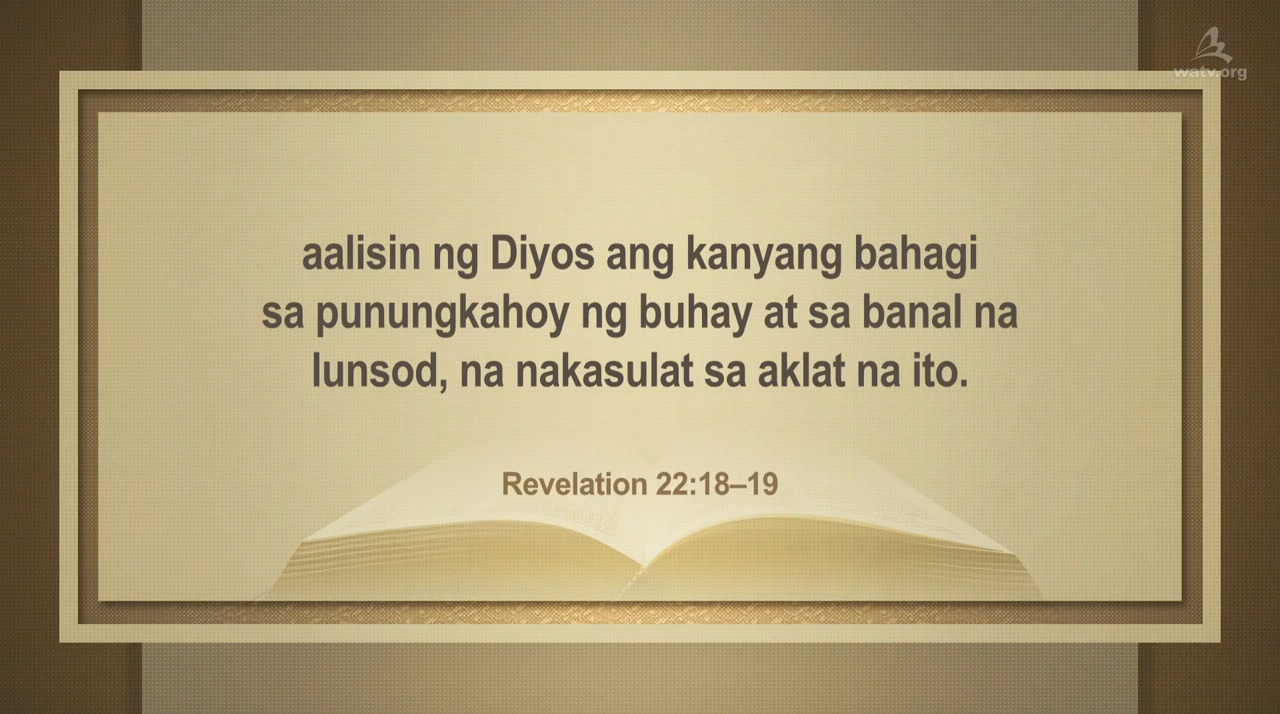 watv.org
aalisin ng Diyos ang kanyang bahagi
sa punungkahoy ng buhay at sa banal na
lunsod, na nakasulat sa aklat na ito.
Revelation 22:18–19